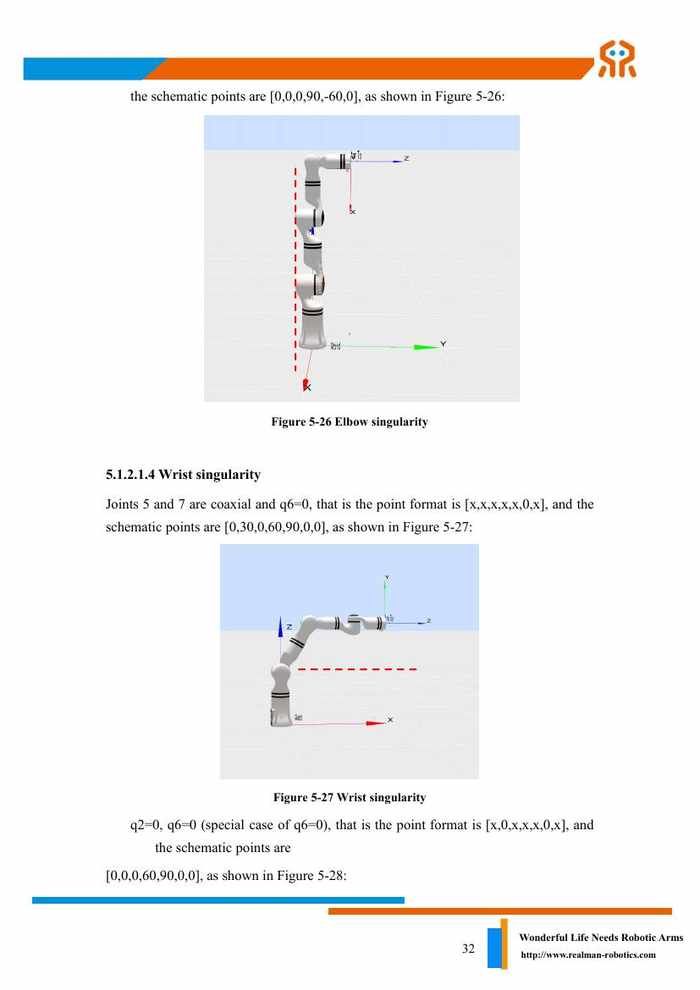 the schematic points are [0,0,0,90,-60,0], as shown in Figure 5-26:
Z
X
Y
X
Figure 5-26 Elbow singularity
5.1.2.1.4 Wrist singularity
Joints 5 and 7 are coaxial and q6=0, that is the point format is [x,x,x,x,x,0,x], and the
schematic points are [0,30,0,60,90,0,0], as shown in Figure 5-27:
Y
Z
Z
X
Figure 5-27 Wrist singularity
q2=0, q6=0 (special case of q6=0), that is the point format is [x,0,x,x,x,0,x], and
the schematic points are
[0,0,0,60,90,0,0], as shown in Figure 5-28:
32
Wonderful Life Needs Robotic Arms
http://www.realman-robotics.com